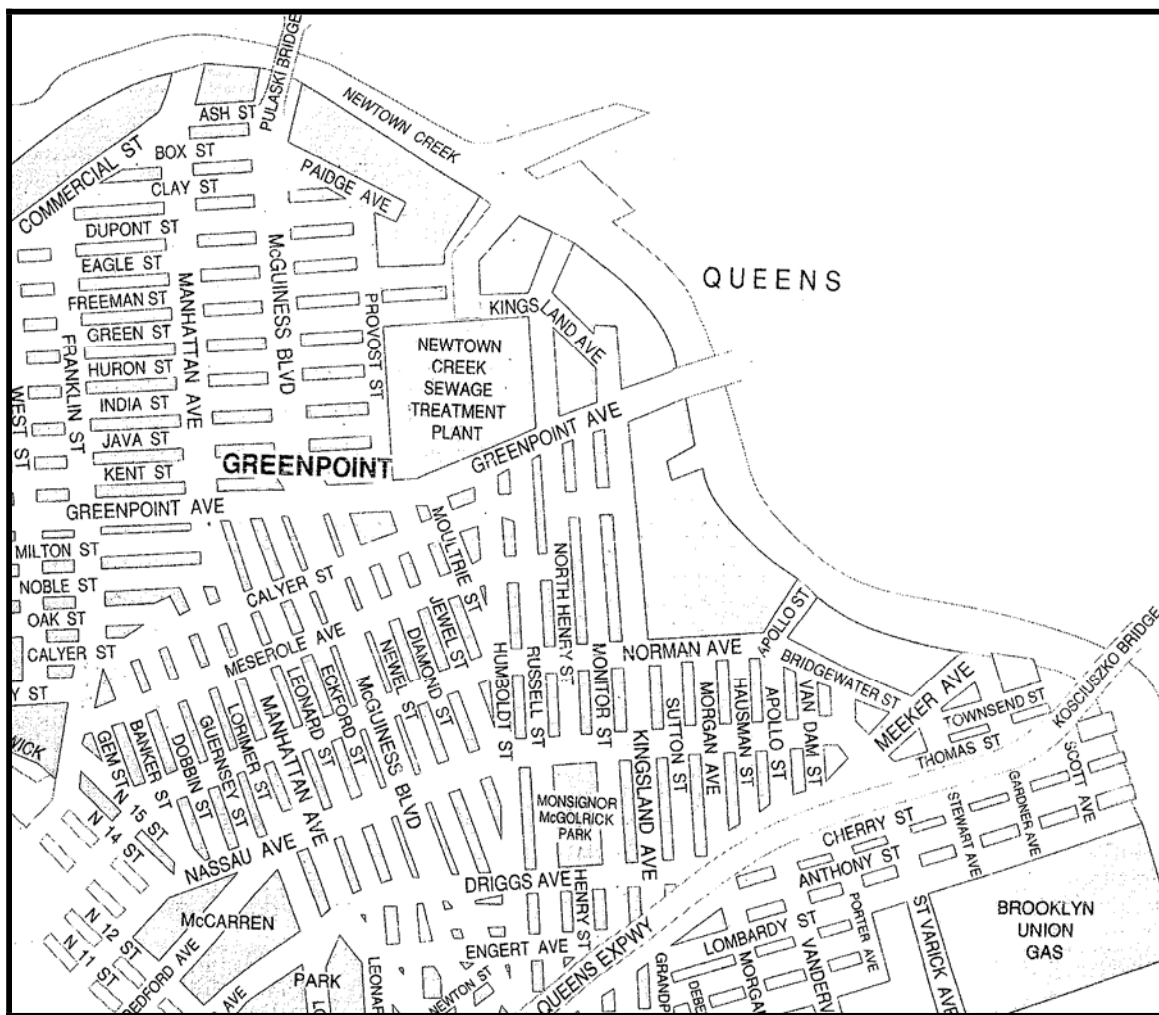 PULASKI BRIDGE
ASH ST
NEWTOWN CREEK
COMMERCIAL ST
BOX ST
CLAY ST
PAIDGE AVE
DUPONT ST
EAGLE ST
FREEMAN ST
GREEN ST
HURON ST
INDIA ST
JAVA ST
KENT ST
GREENPOINT AVE
WEST ST
FRANKLIN ST
MANHATTAN AVE
McGUINESS BLVD
PROVOST ST
KINGSLAND AVE
QUEENS
NEWTOWN
CREEK
SEWAGE
TREATMENT
PLANT
GREENPOINT AVE
GREENPOINT
MILTON ST
NOBLE ST
OAK ST
CALYER ST
CALYER ST
MESEROLE AVE
MOULTRIE ST
JEWEL ST
DIAMOND ST
NEWEL ST
McGUINESS BLVD
ECKFORD ST
LEONARD ST
MANHATTAN AVE
LORIMER ST
GUERNSEY ST
DOBBIN ST
BANKER ST
GEM ST
N 15 ST
N 14 ST
N 12 ST
N 11 ST
NASSAU AVE
HUMBOLDT ST
RUSSELL ST
NORTH HENRY ST
MONITOR ST
NORMAN AVE
APOLLO ST
BRIDGEWATER ST
KINGSLAND AVE
SUTTON ST
MORGAN AVE
HAUSMAN ST
APOLLO ST
VAN DAM ST
MEEKER AVE
TOWNSEND ST
THOMAS ST
KOSCIUSZKO BRIDGE
SCOTT AVE
GARDNER AVE
STEWART AVE
CHERRY ST
ANTHONY ST
MONSIGNOR
McGOLRICK
PARK
DRIGGS AVE
HENRY ST
ENGERT AVE
NEWTON ST
QUEENS EXPWY
LOMBARDY ST
PORTER AVE
VANDERV
MORGAN
DEBE
GRANDP
ST VARICK AVE
BROOKLYN
UNION
GAS
McCARREN
PARK
BEDFORD AVE
AVE
LEONAR